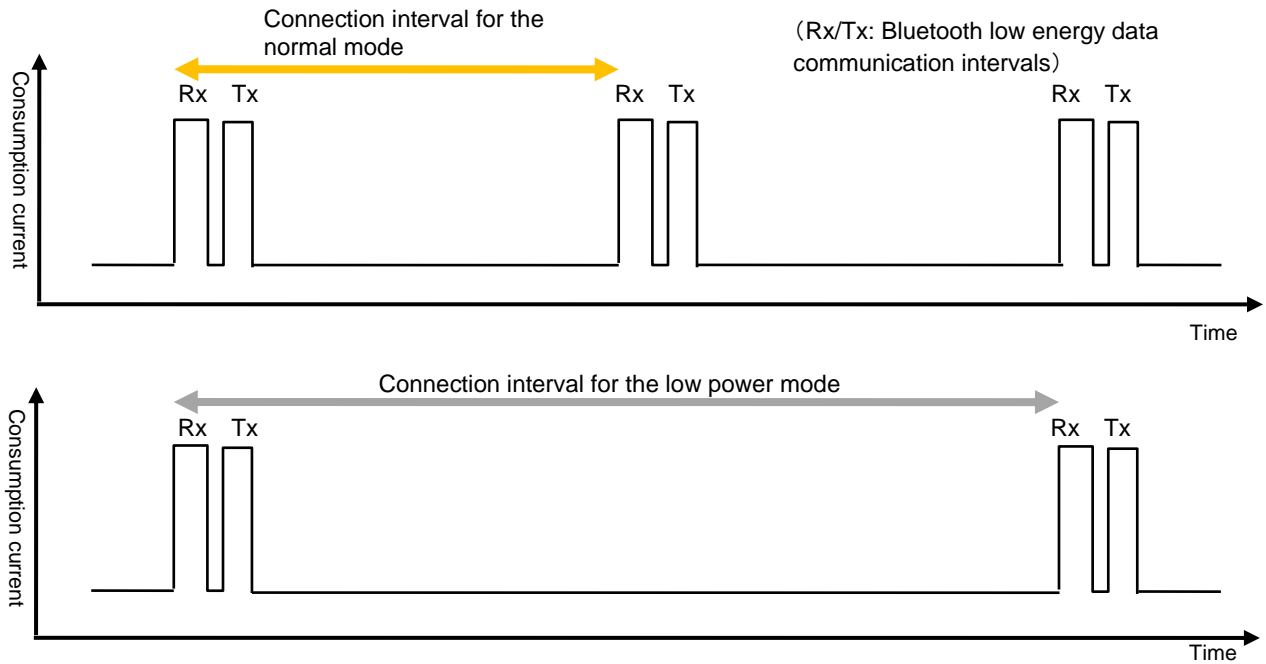 Connection interval for the
normal mode
（Rx/Tx: Bluetooth low energy data
communication intervals）
Consumption current
Rx Tx
Rx Tx
Rx Tx
Time
Connection interval for the low power mode
Consumption current
Rx Tx
Rx Tx
Time